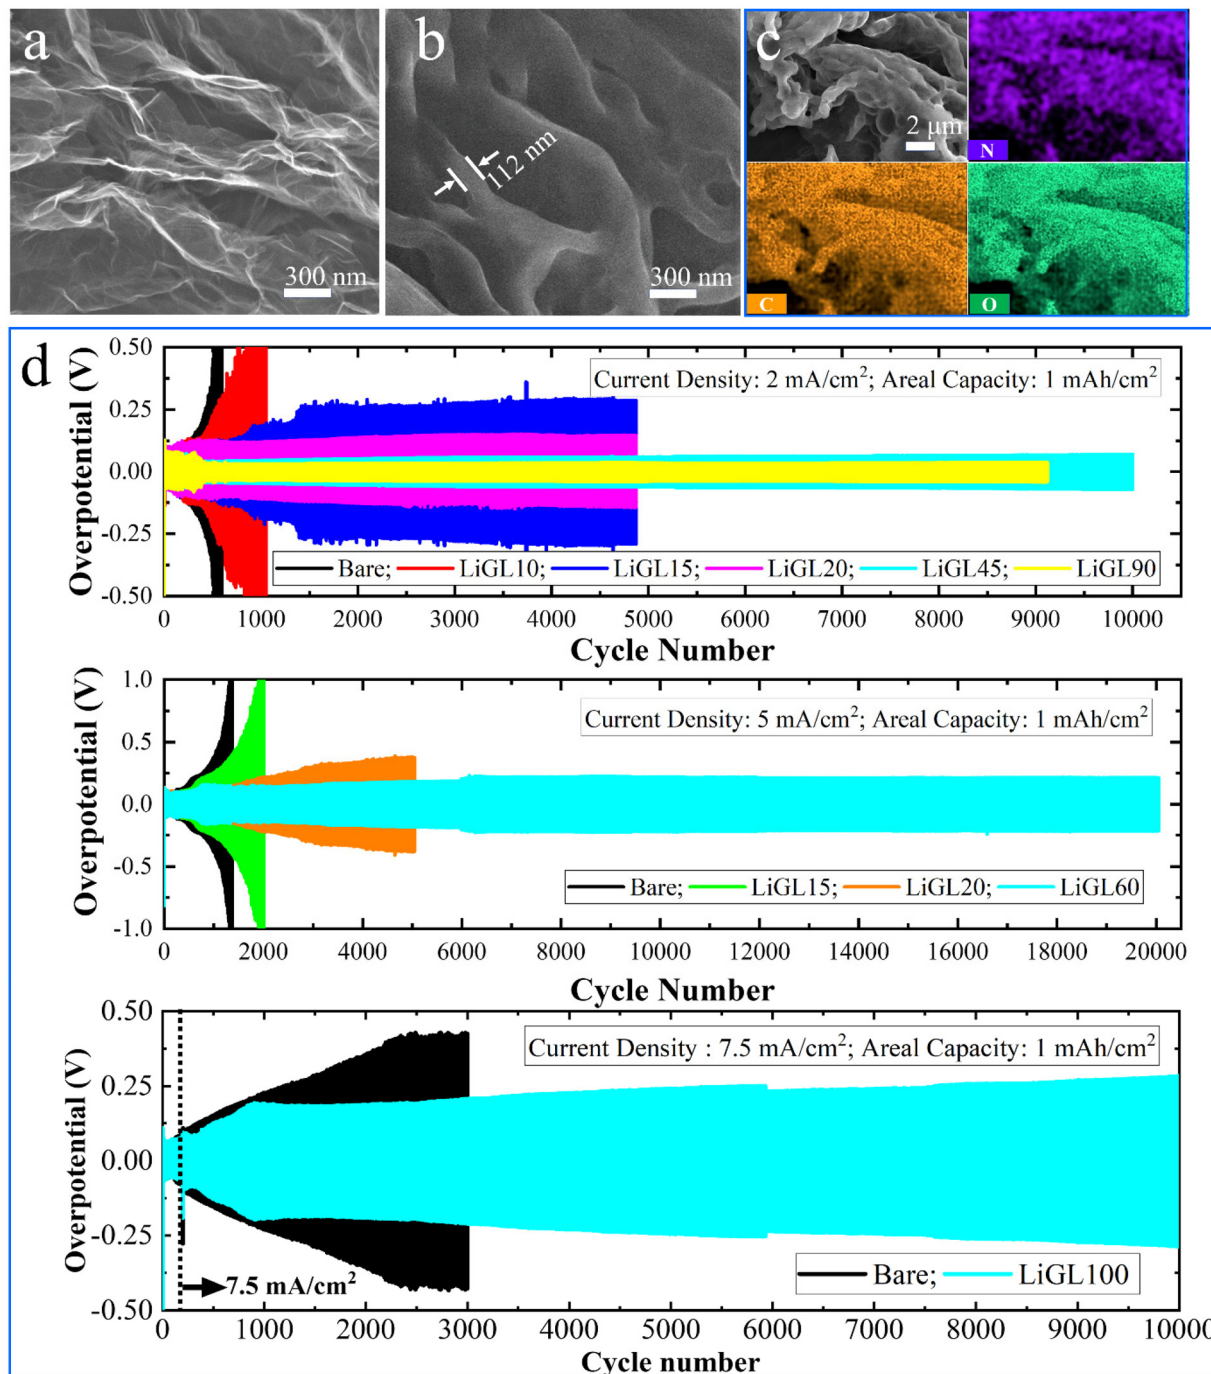 a
300 nm
b
112 nm
300 nm
c
2 μm
N
C
O
d
Overpotential (V)
0.50
0.25
0.00
-0.25
-0.50
Current Density: 2 mA/cm²; Areal Capacity: 1 mAh/cm²
Bare; LiGL10; LiGL15; LiGL20; LiGL45; LiGL90
0 1000 2000 3000 4000 5000 6000 7000 8000 9000 10000
Cycle Number
Overpotential (V)
1.0
0.5
0.0
-0.5
-1.0
Current Density: 5 mA/cm²; Areal Capacity: 1 mAh/cm²
Bare; LiGL15; LiGL20; LiGL60
0 2000 4000 6000 8000 10000 12000 14000 16000 18000 20000
Cycle Number
Overpotential (V)
0.50
0.25
0.00
-0.25
-0.50
Current Density : 7.5 mA/cm²; Areal Capacity: 1 mAh/cm²
7.5 mA/cm²
Bare; LiGL100
0 1000 2000 3000 4000 5000 6000 7000 8000 9000 10000
Cycle number